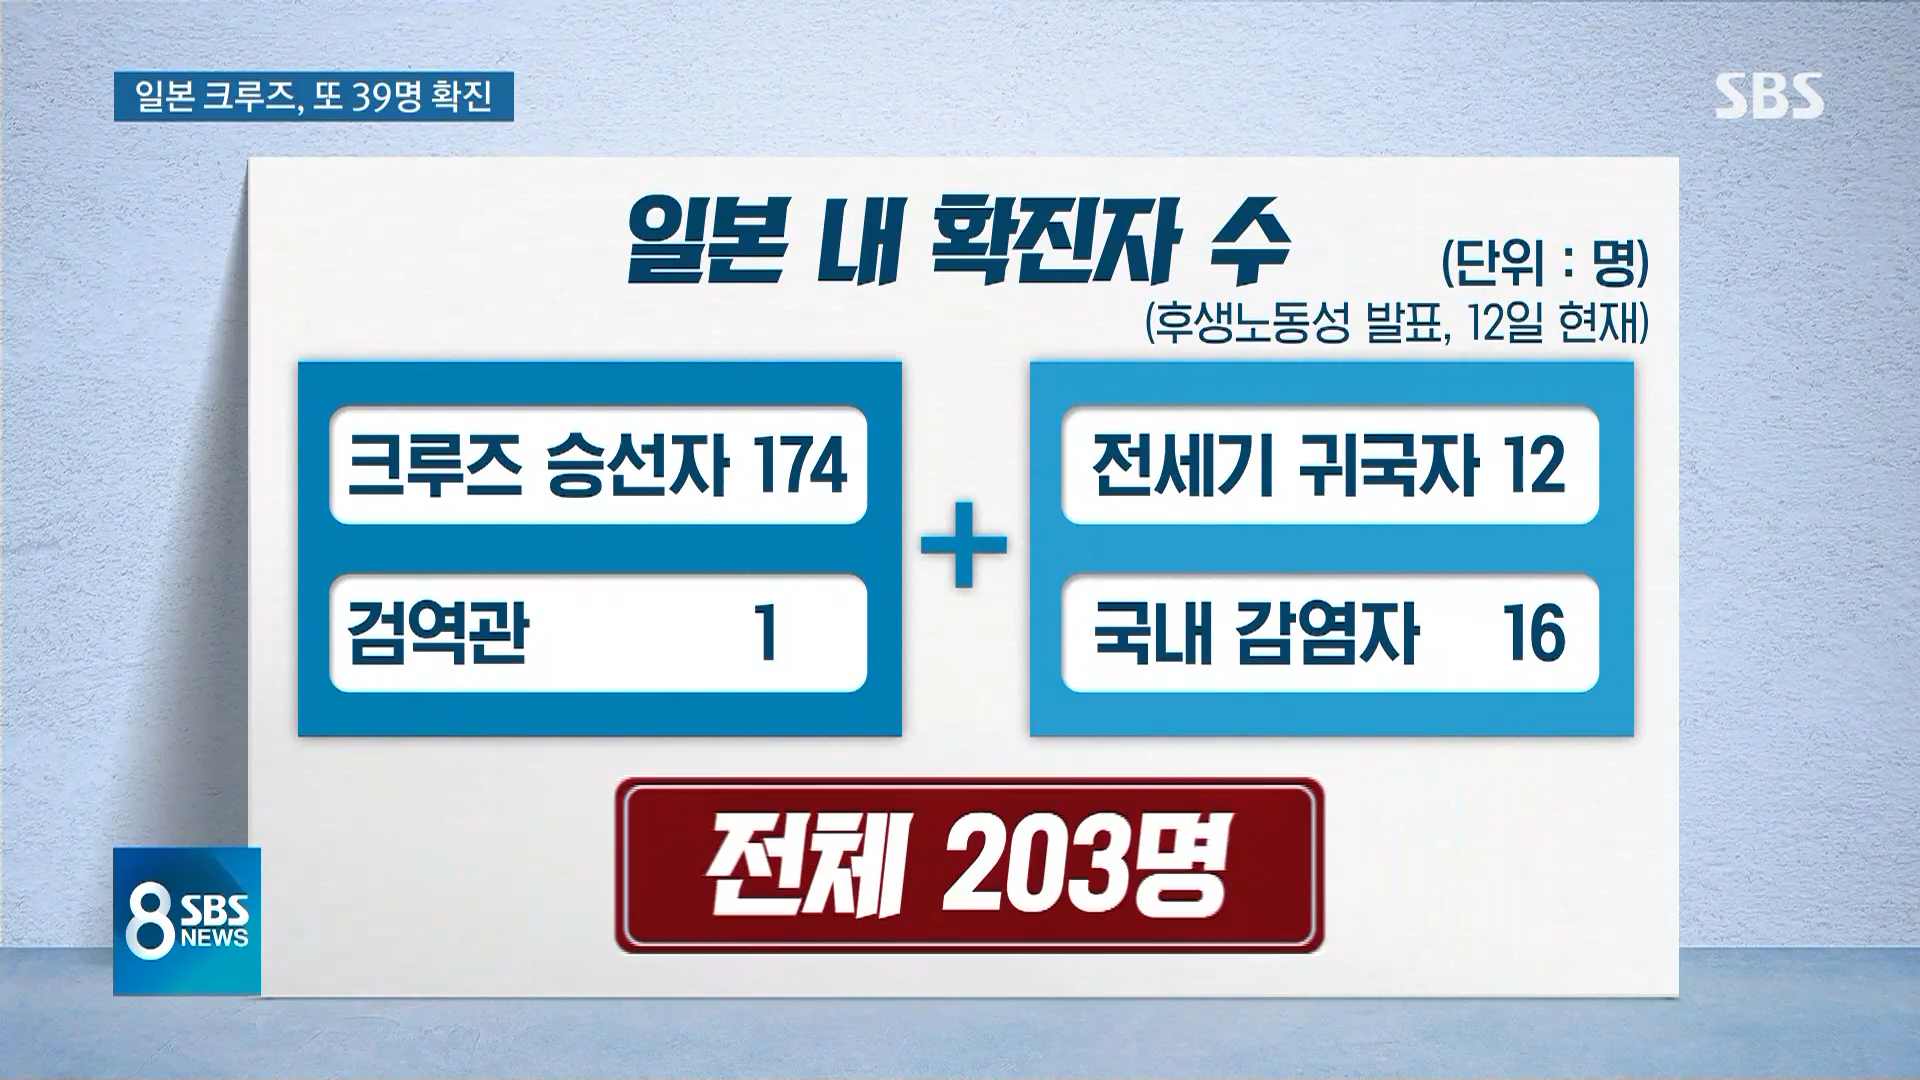 일본 크루즈, 또 39명 확진
SBS
일본 내 확진자 수
(단위 : 명)
(후생노동성 발표, 12일 현재)
크루즈 승선자 174
검역관 1
+
전세기 귀국자 12
국내 감염자 16
전체 203명
8 SBS NEWS